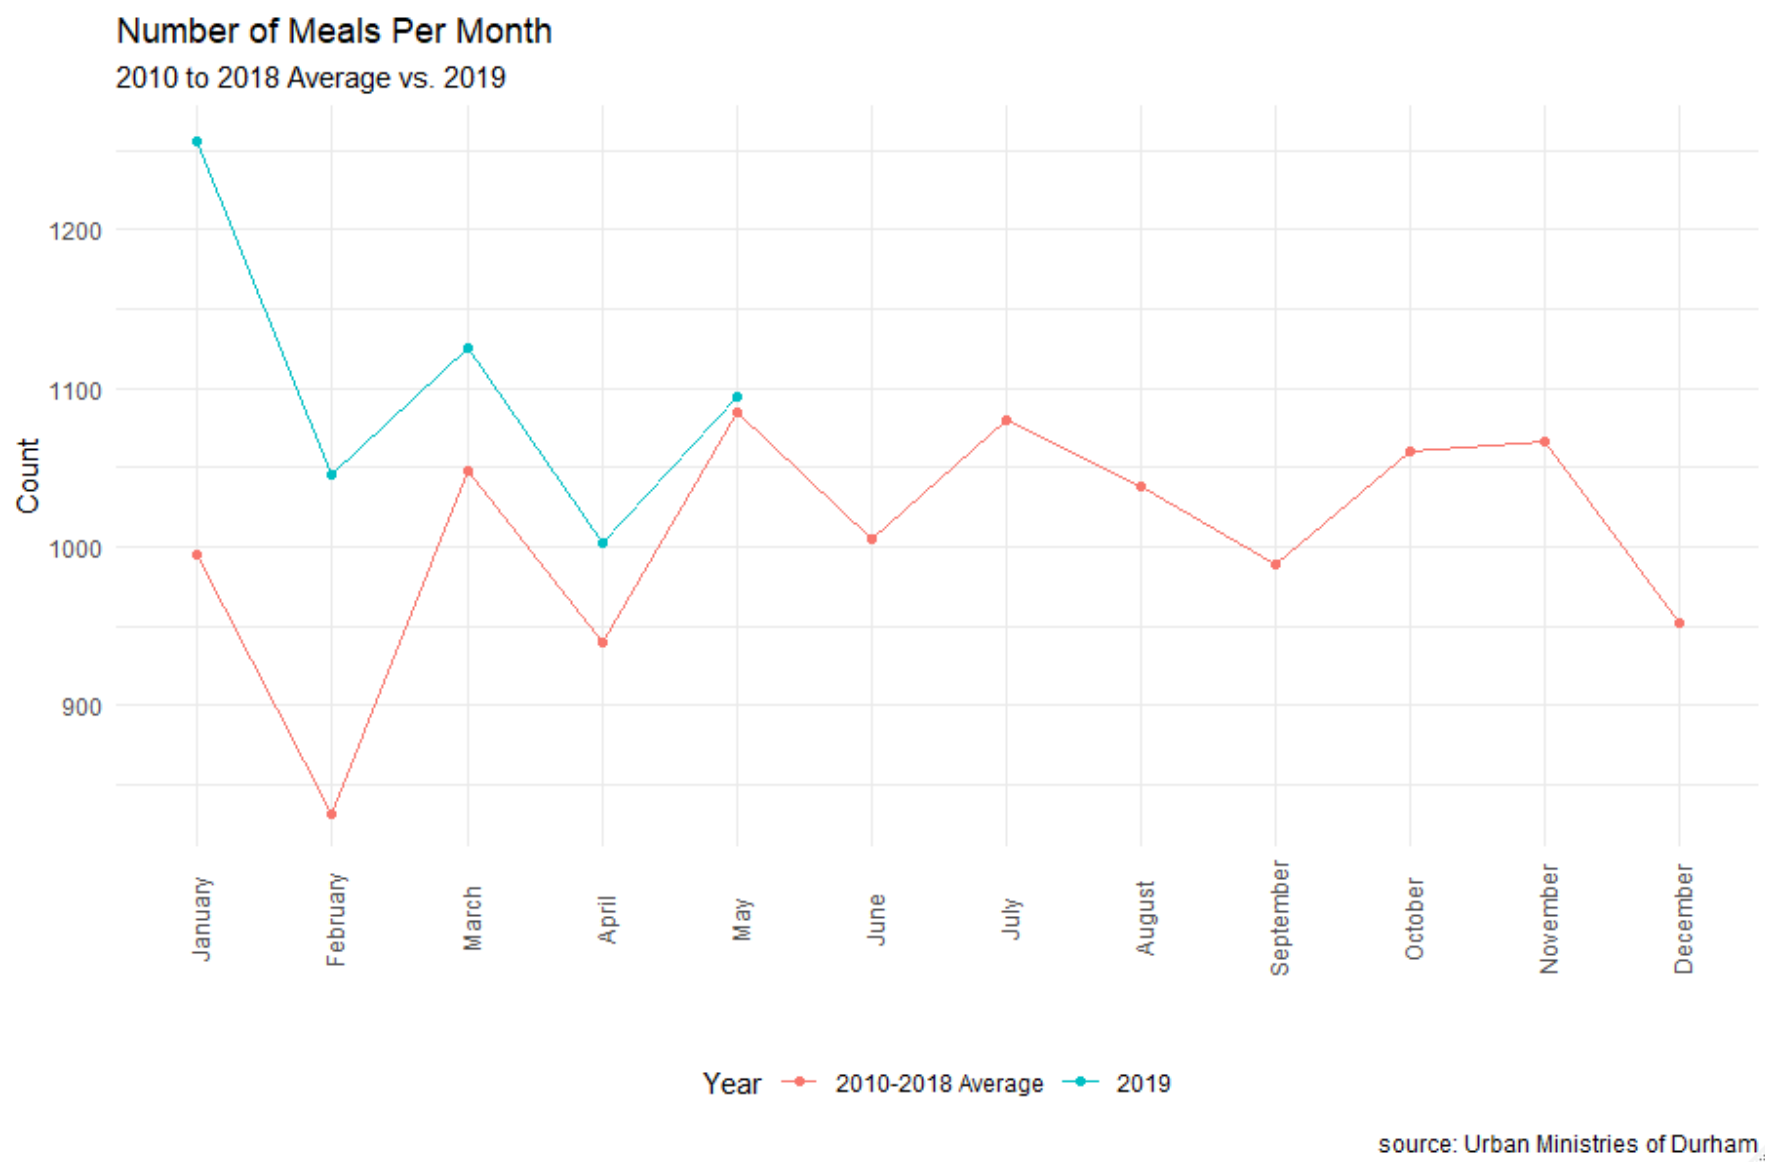 Number of Meals Per Month
2010 to 2018 Average vs. 2019
1200
1100
1000
900
Count
January
February
March
April
May
June
July
August
September
October
November
December
Year 2010-2018 Average 2019
source: Urban Ministries of Durham